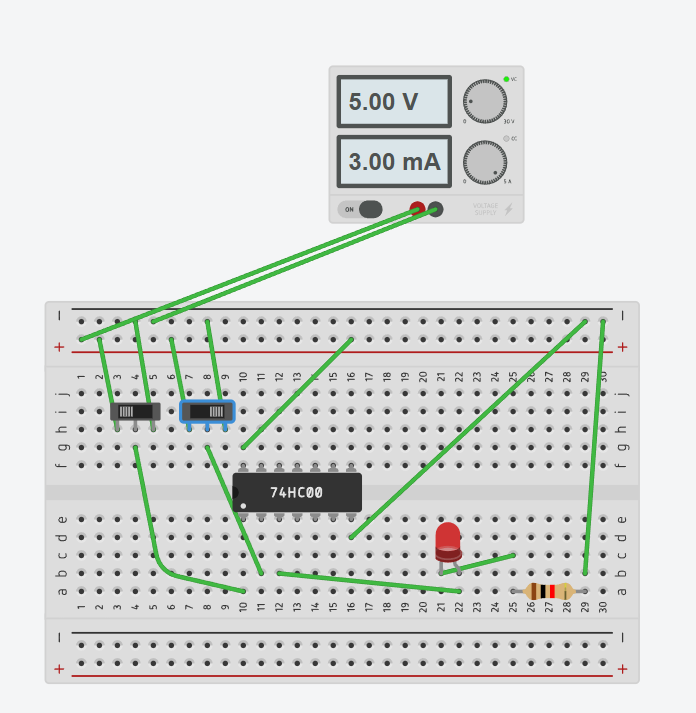 VC
5.00 V
0 30 V
CC
3.00 mA
0 5 A
ON
VOLTAGE
SUPPLY
− −
+ +
1 2 3 4 5 6 7 8 9 10 11 12 13 14 15 16 17 18 19 20 21 22 23 24 25 26 27 28 29 30
j j
i i
h h
g g
f f
74HC00
e e
d d
c c
b b
a a
1 2 3 4 5 6 7 8 9 10 11 12 13 14 15 16 17 18 19 20 21 22 23 24 25 26 27 28 29 30
− −
+ +